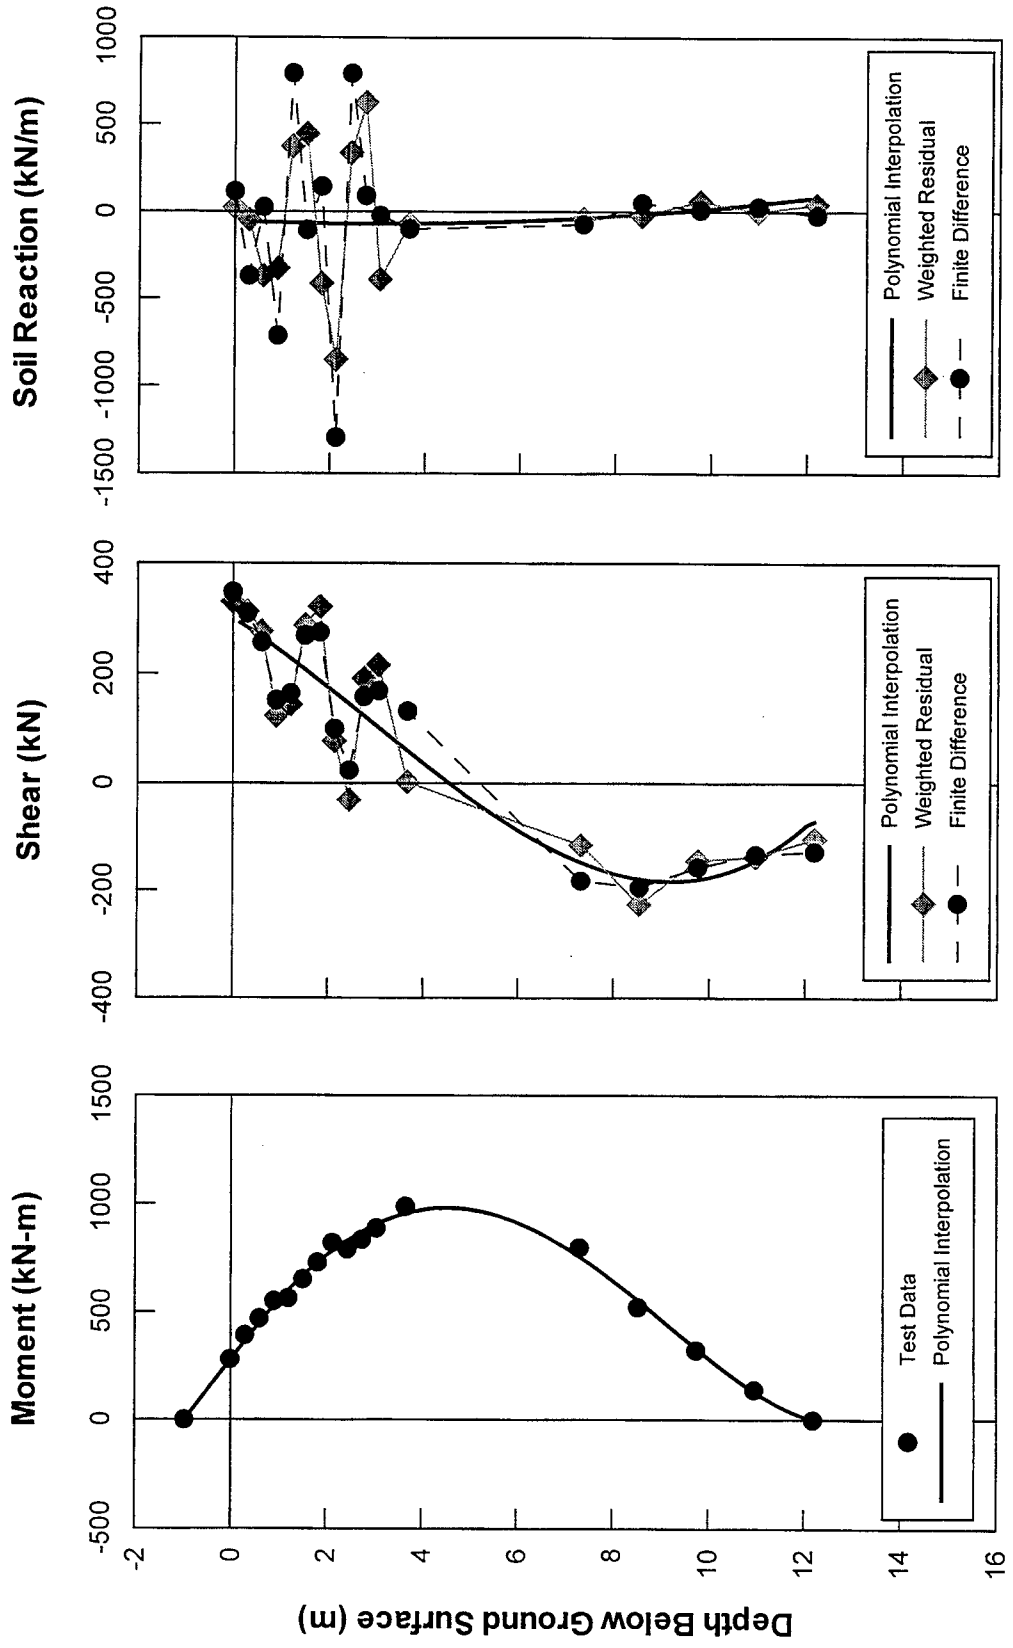 Moment (kN-m)
-500 0 500 1000 1500
Depth Below Ground Surface (m)
-2
0
2
4
6
8
10
12
14
16
Test Data
Polynomial Interpolation
Shear (kN)
-400 -200 0 200 400
Polynomial Interpolation
Weighted Residual
Finite Difference
Soil Reaction (kN/m)
-1500 -1000 -500 0 500 1000
Polynomial Interpolation
Weighted Residual
Finite Difference